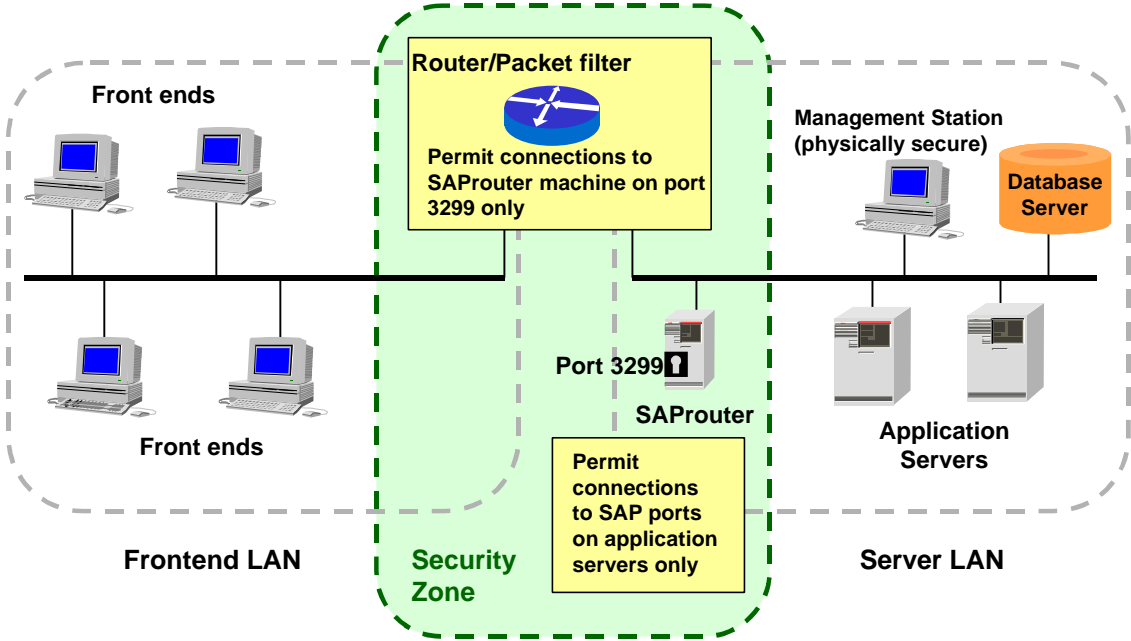 Front ends
Router/Packet filter
Permit connections to
SAProuter machine on port
3299 only
Management Station
(physically secure)
Database
Server
Front ends
Port 3299
SAProuter
Application
Servers
Permit
connections
to SAP ports
on application
servers only
Frontend LAN
Security
Zone
Server LAN